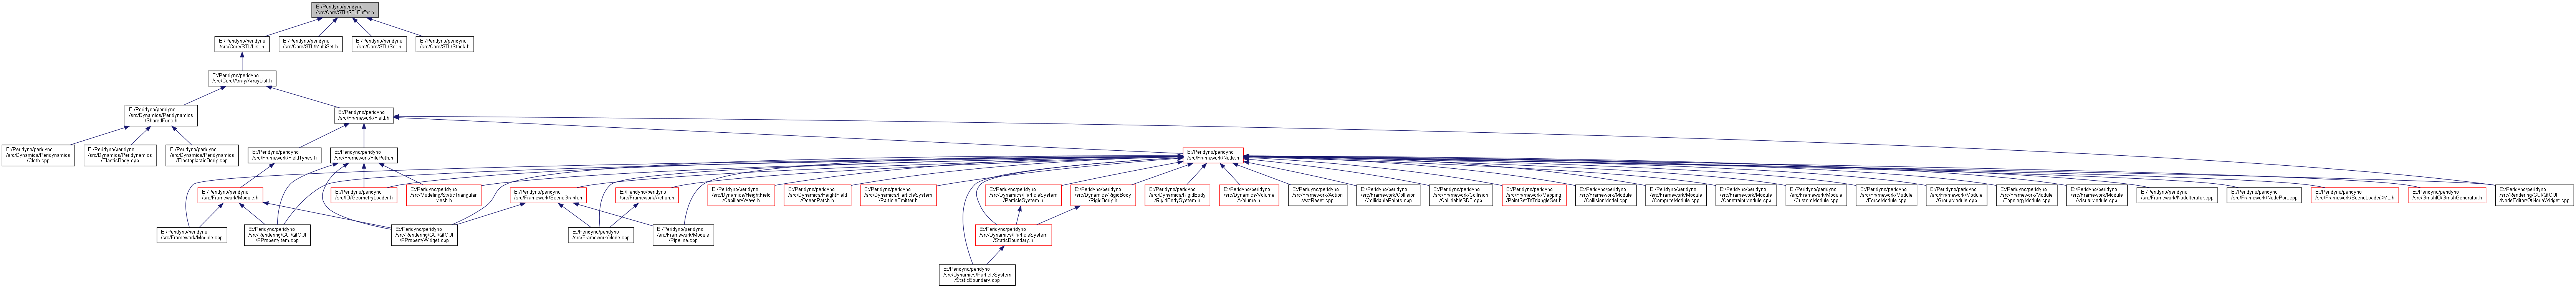 E:/Peridyno/peridyno
/src/Core/STL/STLBuffer.h
E:/Peridyno/peridyno
/src/Core/STL/List.h
E:/Peridyno/peridyno
/src/Core/STL/MultiSet.h
E:/Peridyno/peridyno
/src/Core/STL/Set.h
E:/Peridyno/peridyno
/src/Core/STL/Stack.h
E:/Peridyno/peridyno
/src/Core/Array/ArrayList.h
E:/Peridyno/peridyno
/src/Dynamics/Peridynamics
/SharedFunc.h
E:/Peridyno/peridyno
/src/Framework/Field.h
E:/Peridyno/peridyno
/src/Dynamics/Peridynamics
/Cloth.cpp
E:/Peridyno/peridyno
/src/Dynamics/Peridynamics
/ElasticBody.cpp
E:/Peridyno/peridyno
/src/Dynamics/Peridynamics
/ElastoplasticBody.cpp
E:/Peridyno/peridyno
/src/Framework/FieldTypes.h
E:/Peridyno/peridyno
/src/Framework/FilePath.h
E:/Peridyno/peridyno
/src/Framework/Node.h
E:/Peridyno/peridyno
/src/Framework/Module.h
E:/Peridyno/peridyno
/src/IO/GeometryLoader.h
E:/Peridyno/peridyno
/src/Modeling/StaticTriangular
Mesh.h
E:/Peridyno/peridyno
/src/Framework/SceneGraph.h
E:/Peridyno/peridyno
/src/Framework/Action.h
E:/Peridyno/peridyno
/src/Dynamics/HeightField
/CapillaryWave.h
E:/Peridyno/peridyno
/src/Dynamics/HeightField
/OceanPatch.h
E:/Peridyno/peridyno
/src/Dynamics/ParticleSystem
/ParticleEmitter.h
E:/Peridyno/peridyno
/src/Dynamics/ParticleSystem
/ParticleSystem.h
E:/Peridyno/peridyno
/src/Dynamics/RigidBody
/RigidBody.h
E:/Peridyno/peridyno
/src/Dynamics/RigidBody
/RigidBodySystem.h
E:/Peridyno/peridyno
/src/Dynamics/Volume
/Volume.h
E:/Peridyno/peridyno
/src/Framework/Action
/ActReset.cpp
E:/Peridyno/peridyno
/src/Framework/Collision
/CollidablePoints.cpp
E:/Peridyno/peridyno
/src/Framework/Collision
/CollidableSDF.cpp
E:/Peridyno/peridyno
/src/Framework/Mapping
/PointSetToTriangleSet.h
E:/Peridyno/peridyno
/src/Framework/Module
/CollisionModel.cpp
E:/Peridyno/peridyno
/src/Framework/Module
/ComputeModule.cpp
E:/Peridyno/peridyno
/src/Framework/Module
/ConstraintModule.cpp
E:/Peridyno/peridyno
/src/Framework/Module
/CustomModule.cpp
E:/Peridyno/peridyno
/src/Framework/Module
/ForceModule.cpp
E:/Peridyno/peridyno
/src/Framework/Module
/GroupModule.cpp
E:/Peridyno/peridyno
/src/Framework/Module
/TopologyModule.cpp
E:/Peridyno/peridyno
/src/Framework/Module
/VisualModule.cpp
E:/Peridyno/peridyno
/src/Framework/NodeIterator.cpp
E:/Peridyno/peridyno
/src/Framework/NodePort.cpp
E:/Peridyno/peridyno
/src/Framework/SceneLoaderXML.h
E:/Peridyno/peridyno
/src/GmshIO/GmshGenerator.h
E:/Peridyno/peridyno
/src/Rendering/GUI/QtGUI
/NodeEditor/QtNodeWidget.cpp
E:/Peridyno/peridyno
/src/Framework/Module.cpp
E:/Peridyno/peridyno
/src/Rendering/GUI/QtGUI
/PPropertyItem.cpp
E:/Peridyno/peridyno
/src/Rendering/GUI/QtGUI
/PPropertyWidget.cpp
E:/Peridyno/peridyno
/src/Framework/Node.cpp
E:/Peridyno/peridyno
/src/Framework/Module
/Pipeline.cpp
E:/Peridyno/peridyno
/src/Dynamics/ParticleSystem
/StaticBoundary.h
E:/Peridyno/peridyno
/src/Dynamics/ParticleSystem
/StaticBoundary.cpp